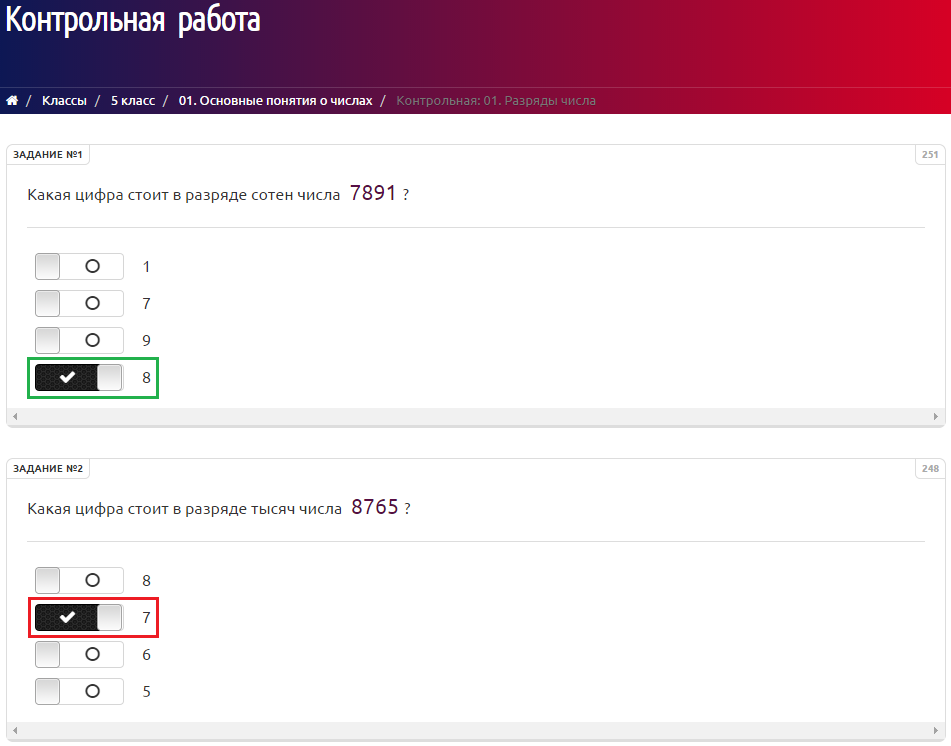 Контрольная работа
/ Классы / 5 класс / 01. Основные понятия о числах / Контрольная: 01. Разряды числа
ЗАДАНИЕ №1 251
Какая цифра стоит в разряде сотен числа 7891 ?
1
7
9
8
ЗАДАНИЕ №2 248
Какая цифра стоит в разряде тысяч числа 8765 ?
8
7
6
5